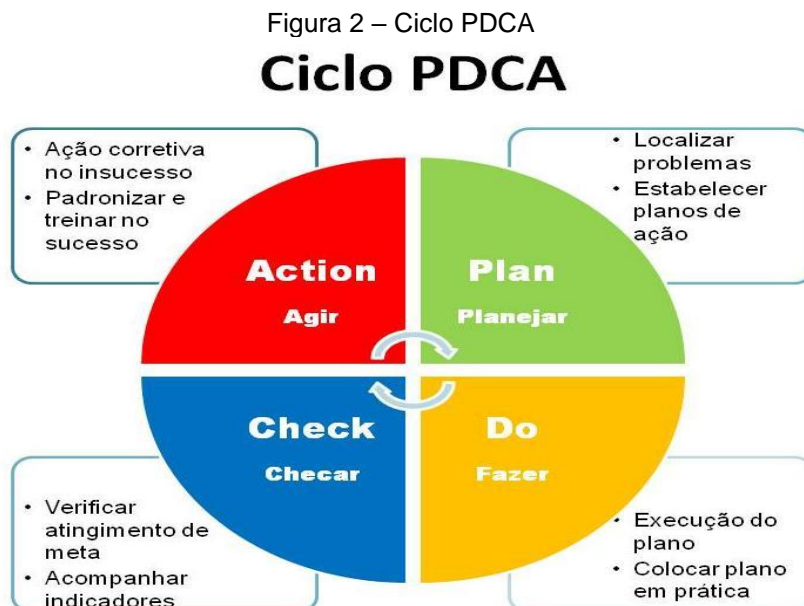 Figura 2 – Ciclo PDCA
Ciclo PDCA
• Ação corretiva
no insucesso
• Padronizar e
treinar no
sucesso
• Localizar
problemas
• Estabelecer
planos de
ação
Action
Agir
Plan
Planejar
Check
Checar
Do
Fazer
• Verificar
atingimento de
meta
• Acompanhar
indicadores
• Execução do
plano
• Colocar plano
em prática